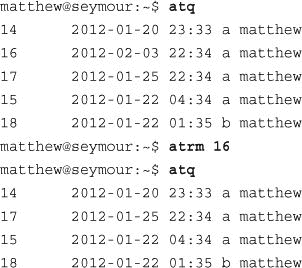 matthew@seymour:~$ atq
14 2012-01-20 23:33 a matthew
16 2012-02-03 22:34 a matthew
17 2012-01-25 22:34 a matthew
15 2012-01-22 04:34 a matthew
18 2012-01-22 01:35 b matthew
matthew@seymour:~$ atrm 16
matthew@seymour:~$ atq
14 2012-01-20 23:33 a matthew
17 2012-01-25 22:34 a matthew
15 2012-01-22 04:34 a matthew
18 2012-01-22 01:35 b matthew